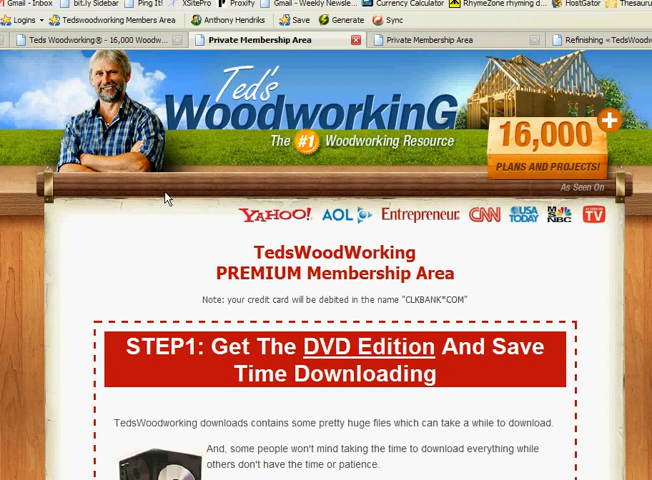 Gmail - Inbox bit.ly Sidebar Ping It! XSitePro Proxify Gmail - Weekly Newsle... Currency Calculator RhymeZone rhyming d... HostGator Thesauru
Logins Tedswoodworking Members Area Anthony Hendriks Save Generate Sync
Teds Woodworking® - 16,000 Woodw... Private Membership Area Private Membership Area Refinishing «TedsWoodw
Ted's
WoodworkinG
The #1 Woodworking Resource
16,000 +
PLANS AND PROJECTS!
As Seen On
YAHOO! AOL Entrepreneur. CNN USA TODAY MSNBC AS SEEN ON TV
TedsWoodWorking
PREMIUM Membership Area
Note: your credit card will be debited in the name "CLKBANK*COM"
STEP1: Get The DVD Edition And Save
Time Downloading
TedsWoodworking downloads contains some pretty huge files which can take a while to download.
And, some people won't mind taking the time to download everything while
others don't have the time or patience.